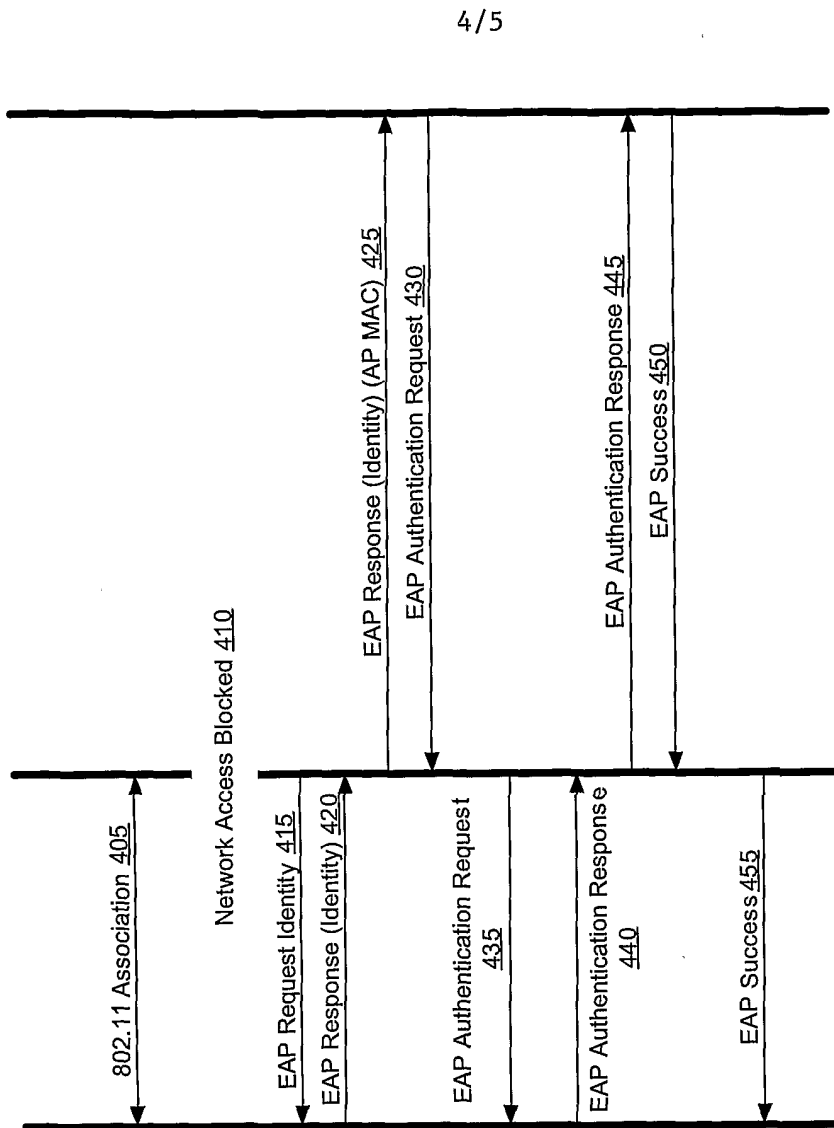 4/5
802.11 Association 405
Network Access Blocked 410
EAP Request Identity 415
EAP Response (Identity) 420
EAP Response (Identity) (AP MAC) 425
EAP Authentication Request 430
EAP Authentication Request
435
EAP Authentication Response
440
EAP Authentication Response 445
EAP Success 450
EAP Success 455